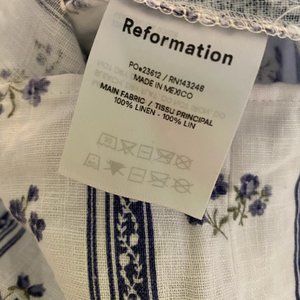 Reformation
PO#23612 / RN143248
MADE IN MEXICO
MAIN FABRIC / TISSU PRINCIPAL
100% LINEN - 100% LIN